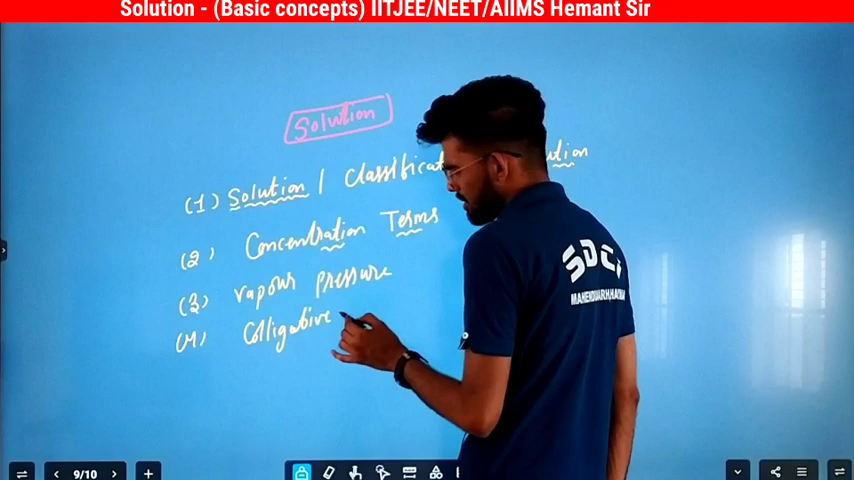 Solution - (Basic concepts) IITJEE/NEET/AIIMS Hemant Sir
Solution
(1) Solution /
(2) Concentration Terms
(3) vapour pressure
(4) Colligative
SDCI
9/10